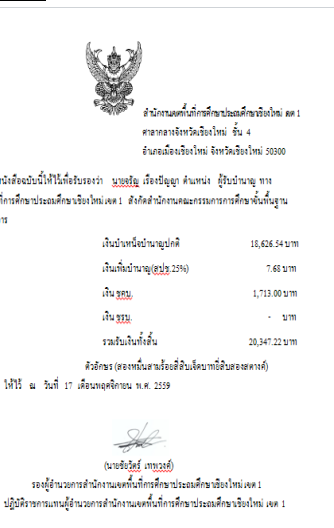 สำนักงานเขตพื้นที่การศึกษาประถมศึกษาเชียงใหม่ เขต 1
ศาลากลางจังหวัดเชียงใหม่ ชั้น 4
อำเภอเมืองเชียงใหม่ จังหวัดเชียงใหม่ 50300
หนังสือฉบับนี้ให้ไว้เพื่อรับรองว่า นายจรัญ เรืองปัญญา ตำแหน่ง ผู้รับบำนาญ ทาง
ที่การศึกษาประถมศึกษาเชียงใหม่เขต 1 สังกัดสำนักงานคณะกรรมการการศึกษาขั้นพื้นฐาน
การ
เงินบำเหน็จบำนาญปกติ 18,626.54 บาท
เงินเพิ่มบำนาญ(สปช.25%) 7.68 บาท
เงิน ชคบ. 1,713.00 บาท
เงิน ชรบ. - บาท
รวมรับเงินทั้งสิ้น 20,347.22 บาท
ตัวอักษร (สองหมื่นสามร้อยสี่สิบเจ็ดบาทยี่สิบสองสตางค์)
ให้ไว้ ณ วันที่ 17 เดือนพฤศจิกายน พ.ศ. 2559
(นายชัยวัตร์ เทพวงค์)
รองผู้อำนวยการสำนักงานเขตพื้นที่การศึกษาประถมศึกษาเชียงใหม่ เขต 1
ปฏิบัติราชการแทนผู้อำนวยการสำนักงานเขตพื้นที่การศึกษาประถมศึกษาเชียงใหม่ เขต 1